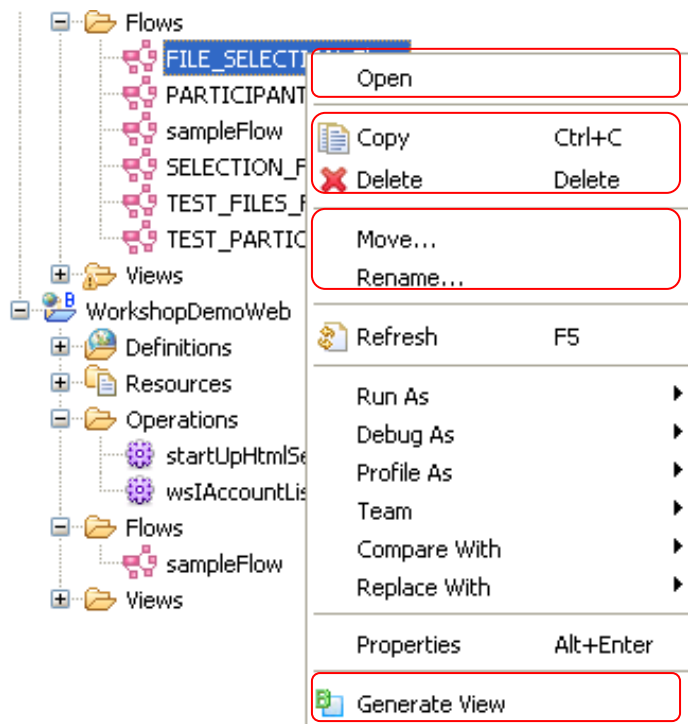 Flows
FILE_SELECTI
PARTICIPANT
sampleFlow
SELECTION_F
TEST_FILES_F
TEST_PARTIC
Views
WorkshopDemoWeb
Definitions
Resources
Operations
startUpHtmlSe
wsIAccountLis
Flows
sampleFlow
Views
Open
Copy Ctrl+C
Delete Delete
Move...
Rename...
Refresh F5
Run As
Debug As
Profile As
Team
Compare With
Replace With
Properties Alt+Enter
Generate View